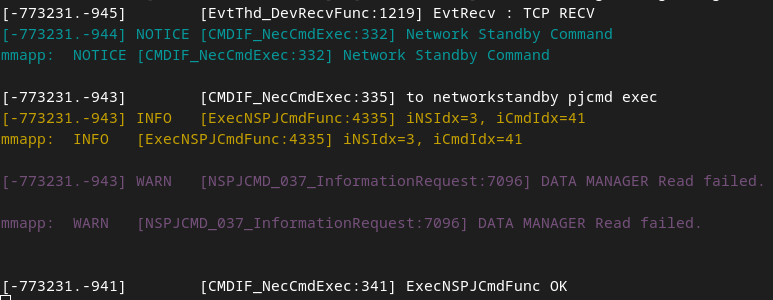 [-773231.-945]         [EvtThd_DevRecvFunc:1219] EvtRecv : TCP RECV
[-773231.-944] NOTICE [CMDIF_NecCmdExec:332] Network Standby Command
mmapp:  NOTICE [CMDIF_NecCmdExec:332] Network Standby Command
[-773231.-943]         [CMDIF_NecCmdExec:335] to networkstandby pjcmd exec
[-773231.-943] INFO   [ExecNSPJCmdFunc:4335] iNSIdx=3, iCmdIdx=41
mmapp:  INFO   [ExecNSPJCmdFunc:4335] iNSIdx=3, iCmdIdx=41
[-773231.-943] WARN   [NSPJCMD_037_InformationRequest:7096] DATA MANAGER Read failed.
mmapp:  WARN   [NSPJCMD_037_InformationRequest:7096] DATA MANAGER Read failed.
[-773231.-941]         [CMDIF_NecCmdExec:341] ExecNSPJCmdFunc OK